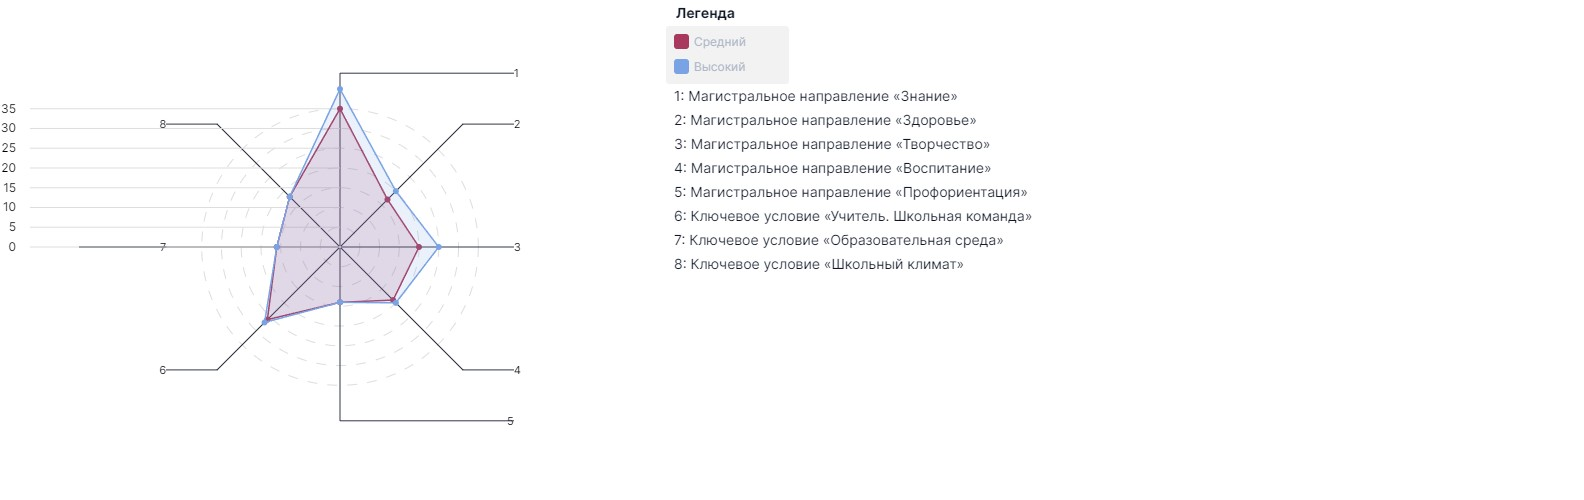 Легенда
Средний
Высокий
1: Магистральное направление «Знание»
2: Магистральное направление «Здоровье»
3: Магистральное направление «Творчество»
4: Магистральное направление «Воспитание»
5: Магистральное направление «Профориентация»
6: Ключевое условие «Учитель. Школьная команда»
7: Ключевое условие «Образовательная среда»
8: Ключевое условие «Школьный климат»
1
35
8
2
30
25
20
15
10
5
0
7
3
6
4
5